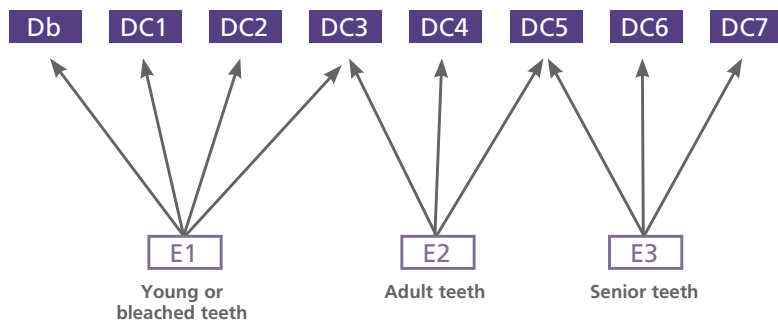 Db DC1 DC2 DC3 DC4 DC5 DC6 DC7
E1 E2 E3
Young or Adult teeth Senior teeth
bleached teeth